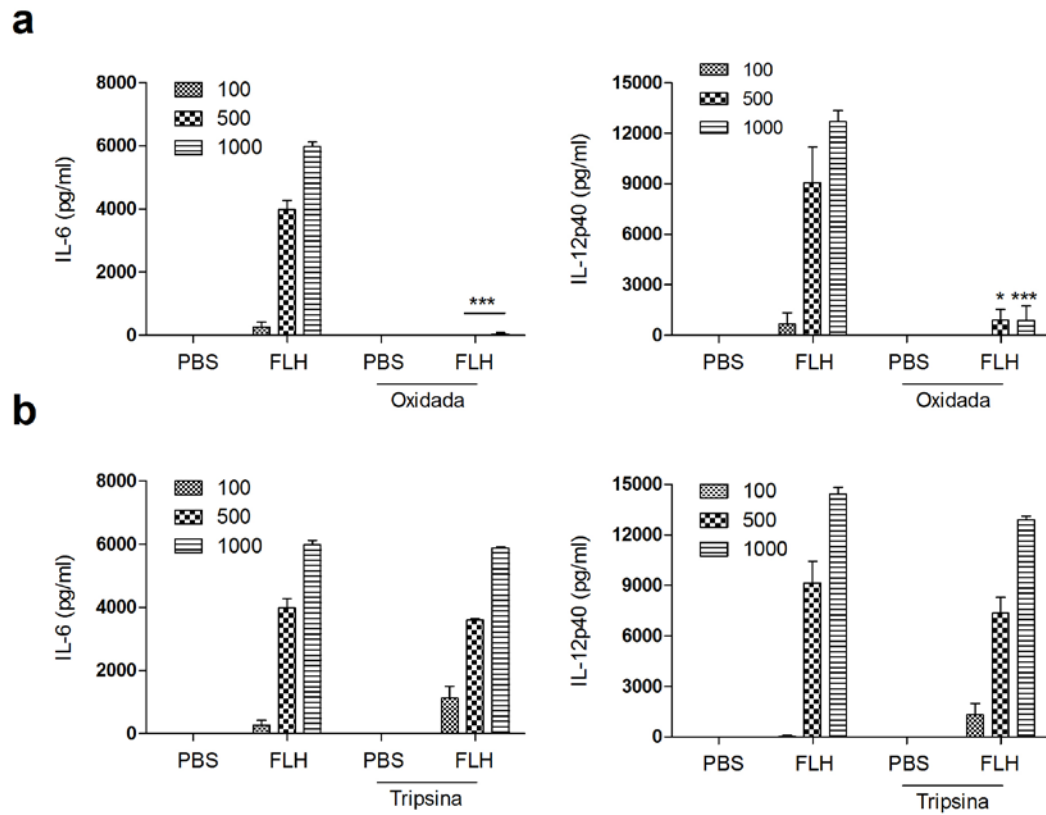 a
IL-6 (pg/ml)
8000
6000
4000
2000
0
100
500
1000
***
PBS FLH PBS FLH
Oxidada
IL-12p40 (pg/ml)
15000
12000
9000
6000
3000
0
100
500
1000
* ***
PBS FLH PBS FLH
Oxidada
b
IL-6 (pg/ml)
8000
6000
4000
2000
0
100
500
1000
PBS FLH PBS FLH
Tripsina
IL-12p40 (pg/ml)
15000
12000
9000
6000
3000
0
100
500
1000
PBS FLH PBS FLH
Tripsina